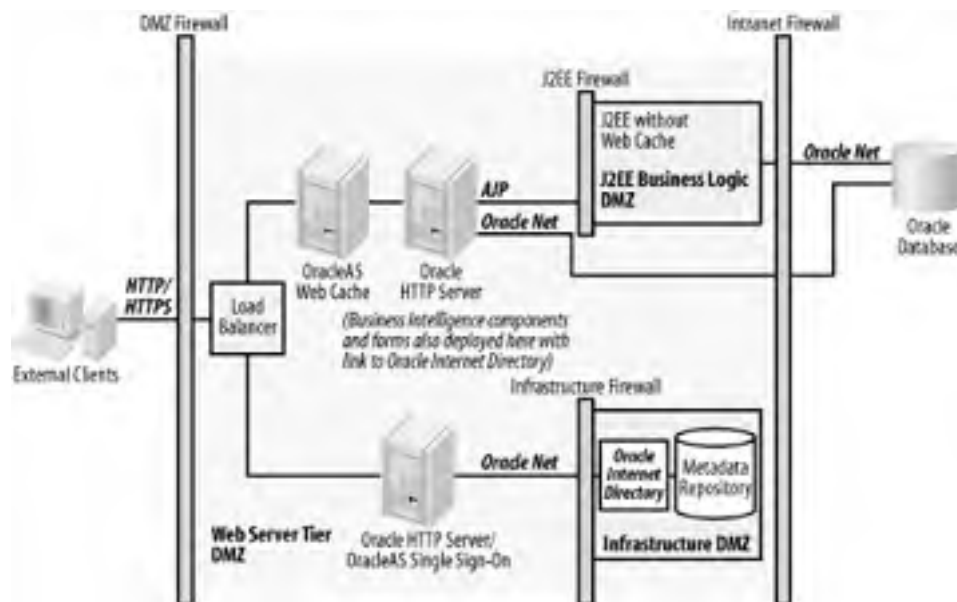 DMZ Firewall
Intranet Firewall
J2EE Firewall
J2EE without
Web Cache
J2EE Business Logic
DMZ
Oracle Net
Oracle
Database
AJP
Oracle Net
OracleAS
Web Cache
Oracle
HTTP Server
HTTP/
HTTPS
Load
Balancer
External Clients
(Business Intelligence components
and forms also deployed here with
link to Oracle Internet Directory)
Infrastructure Firewall
Oracle Net
Oracle
Internet
Directory
Metadata
Repository
Infrastructure DMZ
Web Server Tier
DMZ
Oracle HTTP Server/
OracleAS Single Sign-On